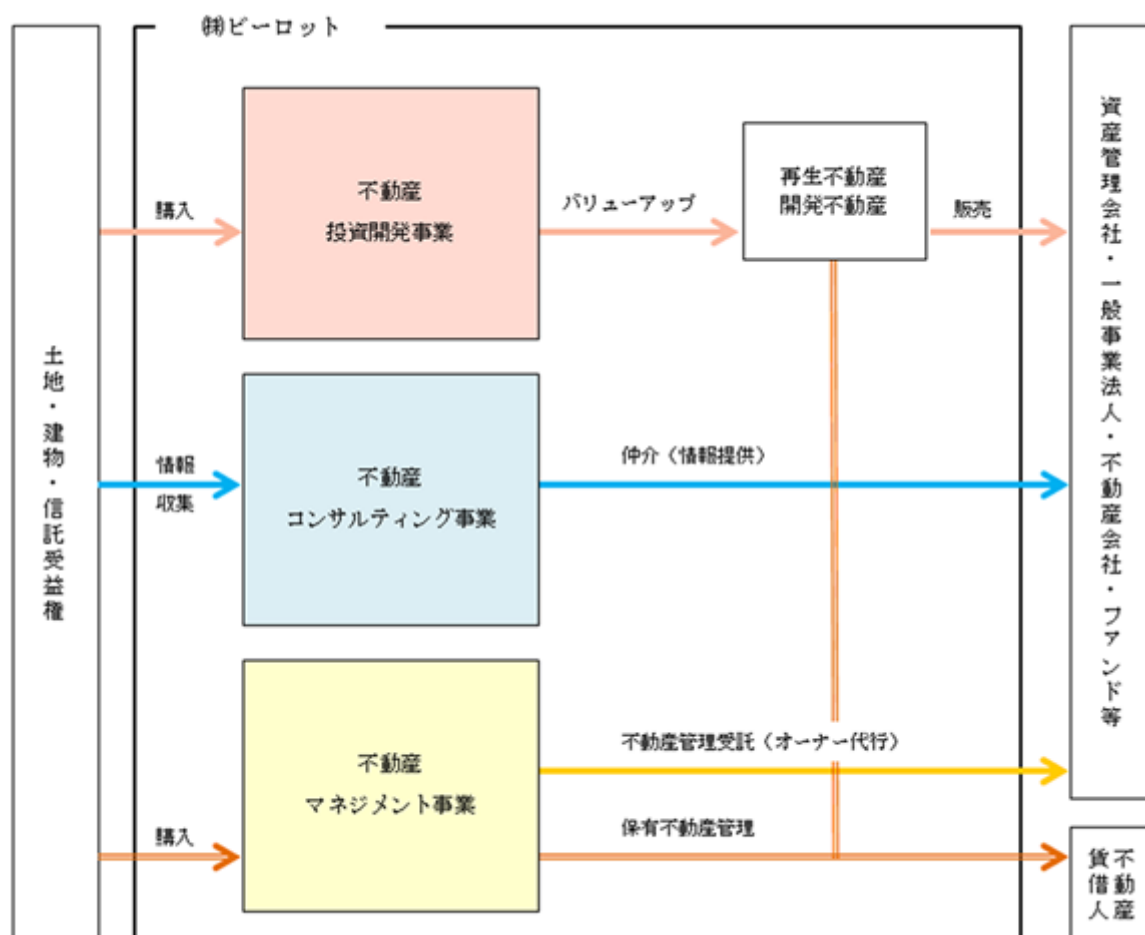 ㈱ビーロット
土地・建物・信託受益権
購入
不動産
投資開発事業
バリューアップ
再生不動産
開発不動産
販売
情報
収集
不動産
コンサルティング事業
仲介（情報提供）
不動産
マネジメント事業
不動産管理受託（オーナー代行）
購入
保有不動産管理
資産管理会社・一般事業法人・不動産会社・ファンド等
不動産
賃借人